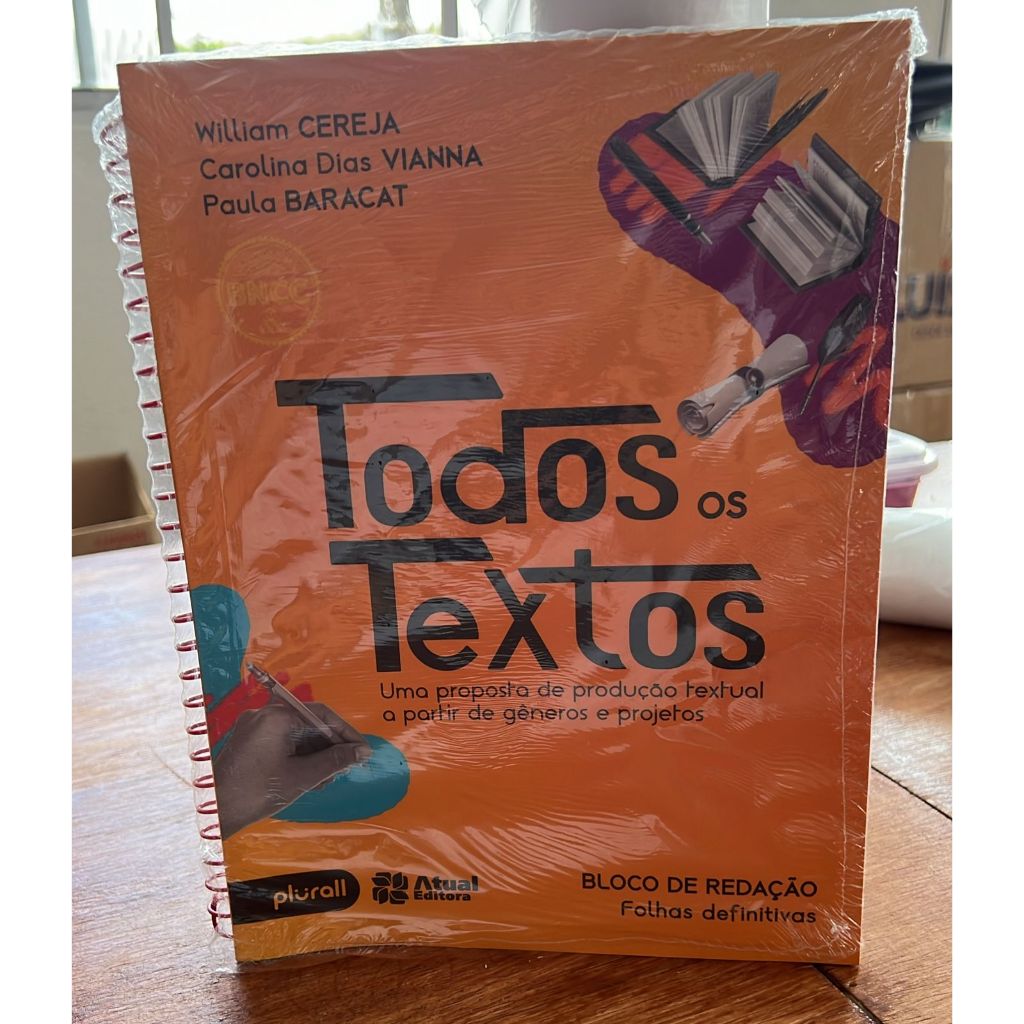 William CEREJA
Carolina Dias VIANNA
Paula BARACAT
BNCC
Todos os
Textos
Uma proposta de produção textual
a partir de gêneros e projetos
plurall
Atual
Editora
BLOCO DE REDAÇÃO
Folhas definitivas